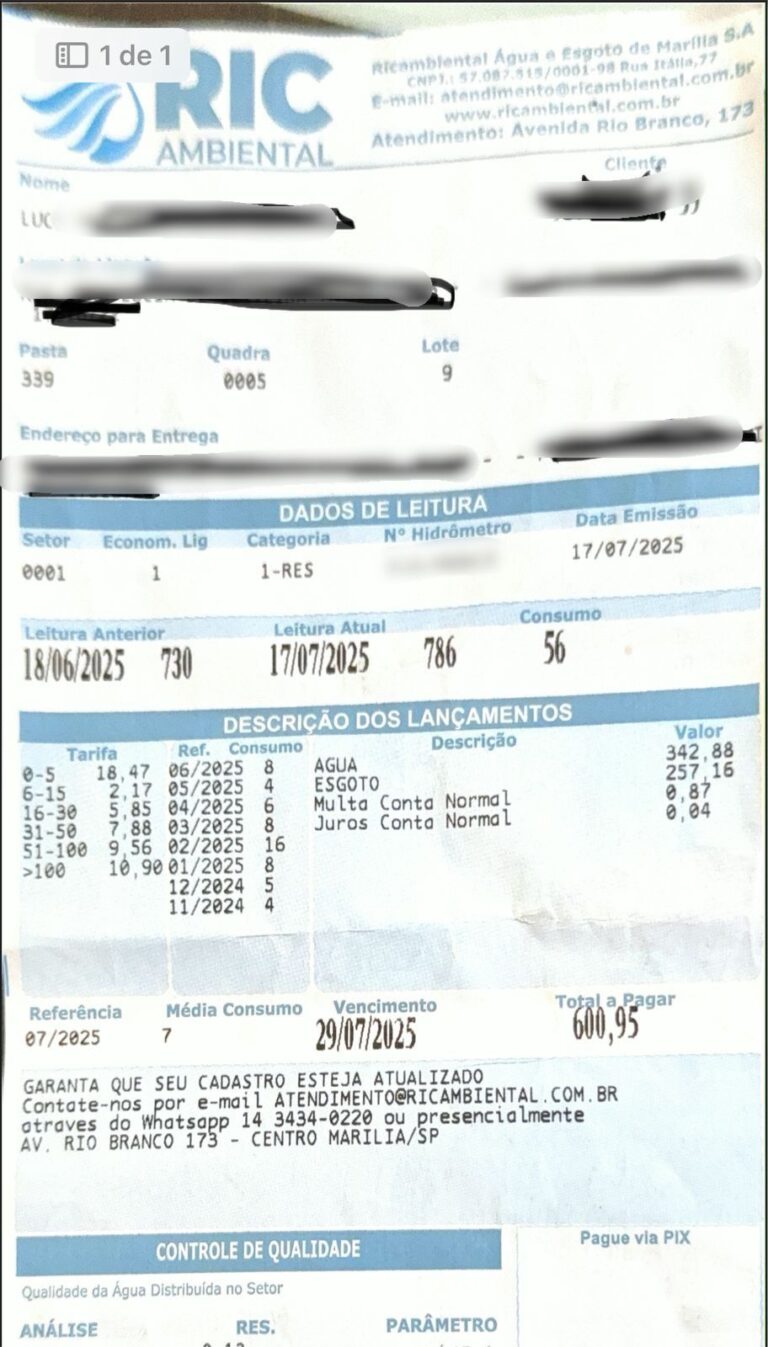 1 de 1
RIC
AMBIENTAL
Ricambiental Água e Esgoto de Marília S.A
CNPJ.: 57.087.515/0001-98 Rua Itália,77
E-mail: atendimento@ricambiental.com.br
www.ricambiental.com.br
Atendimento: Avenida Rio Branco, 173
Nome
Cliente
LUC
Pasta Quadra Lote
339 0005 9
Endereço para Entrega
DADOS DE LEITURA
Setor Econom. Lig Categoria Nº Hidrômetro Data Emissão
0001 1 1-RES 17/07/2025
Leitura Anterior Leitura Atual Consumo
18/06/2025 730 17/07/2025 786 56
DESCRIÇÃO DOS LANÇAMENTOS
Tarifa Ref. Consumo Descrição Valor
0-5 18,47 06/2025 8 AGUA 342,88
6-15 2,17 05/2025 4 ESGOTO 257,16
16-30 5,85 04/2025 6 Multa Conta Normal 0,87
31-50 7,88 03/2025 8 Juros Conta Normal 0,04
51-100 9,56 02/2025 16
>100 10,90 01/2025 8
12/2024 5
11/2024 4
Referência Média Consumo Vencimento Total a Pagar
07/2025 7 29/07/2025 600,95
GARANTA QUE SEU CADASTRO ESTEJA ATUALIZADO
Contate-nos por e-mail ATENDIMENTO@RICAMBIENTAL.COM.BR
atraves do Whatsapp 14 3434-0220 ou presencialmente
AV. RIO BRANCO 173 - CENTRO MARILIA/SP
CONTROLE DE QUALIDADE
Pague via PIX
Qualidade da Água Distribuída no Setor
ANÁLISE RES. PARÂMETRO